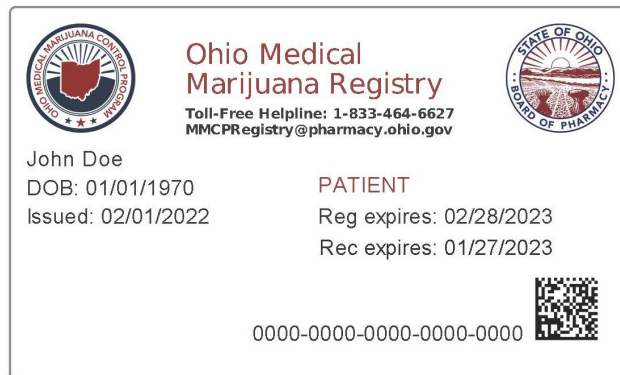 OHIO MEDICAL MARIJUANA CONTROL PROGRAM
Ohio Medical
Marijuana Registry
Toll-Free Helpline: 1-833-464-6627
MMCPRegistry@pharmacy.ohio.gov
STATE OF OHIO
BOARD OF PHARMACY
John Doe
DOB: 01/01/1970
Issued: 02/01/2022
PATIENT
Reg expires: 02/28/2023
Rec expires: 01/27/2023
0000-0000-0000-0000-0000